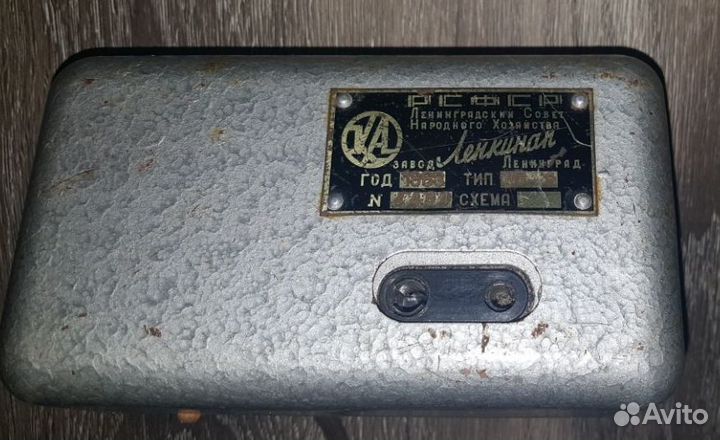 РСФСР
Ленинградский Совет
Народного Хозяйства
завод Ленкинап Ленинград
ГОД ТИП
N СХЕМА
Avito